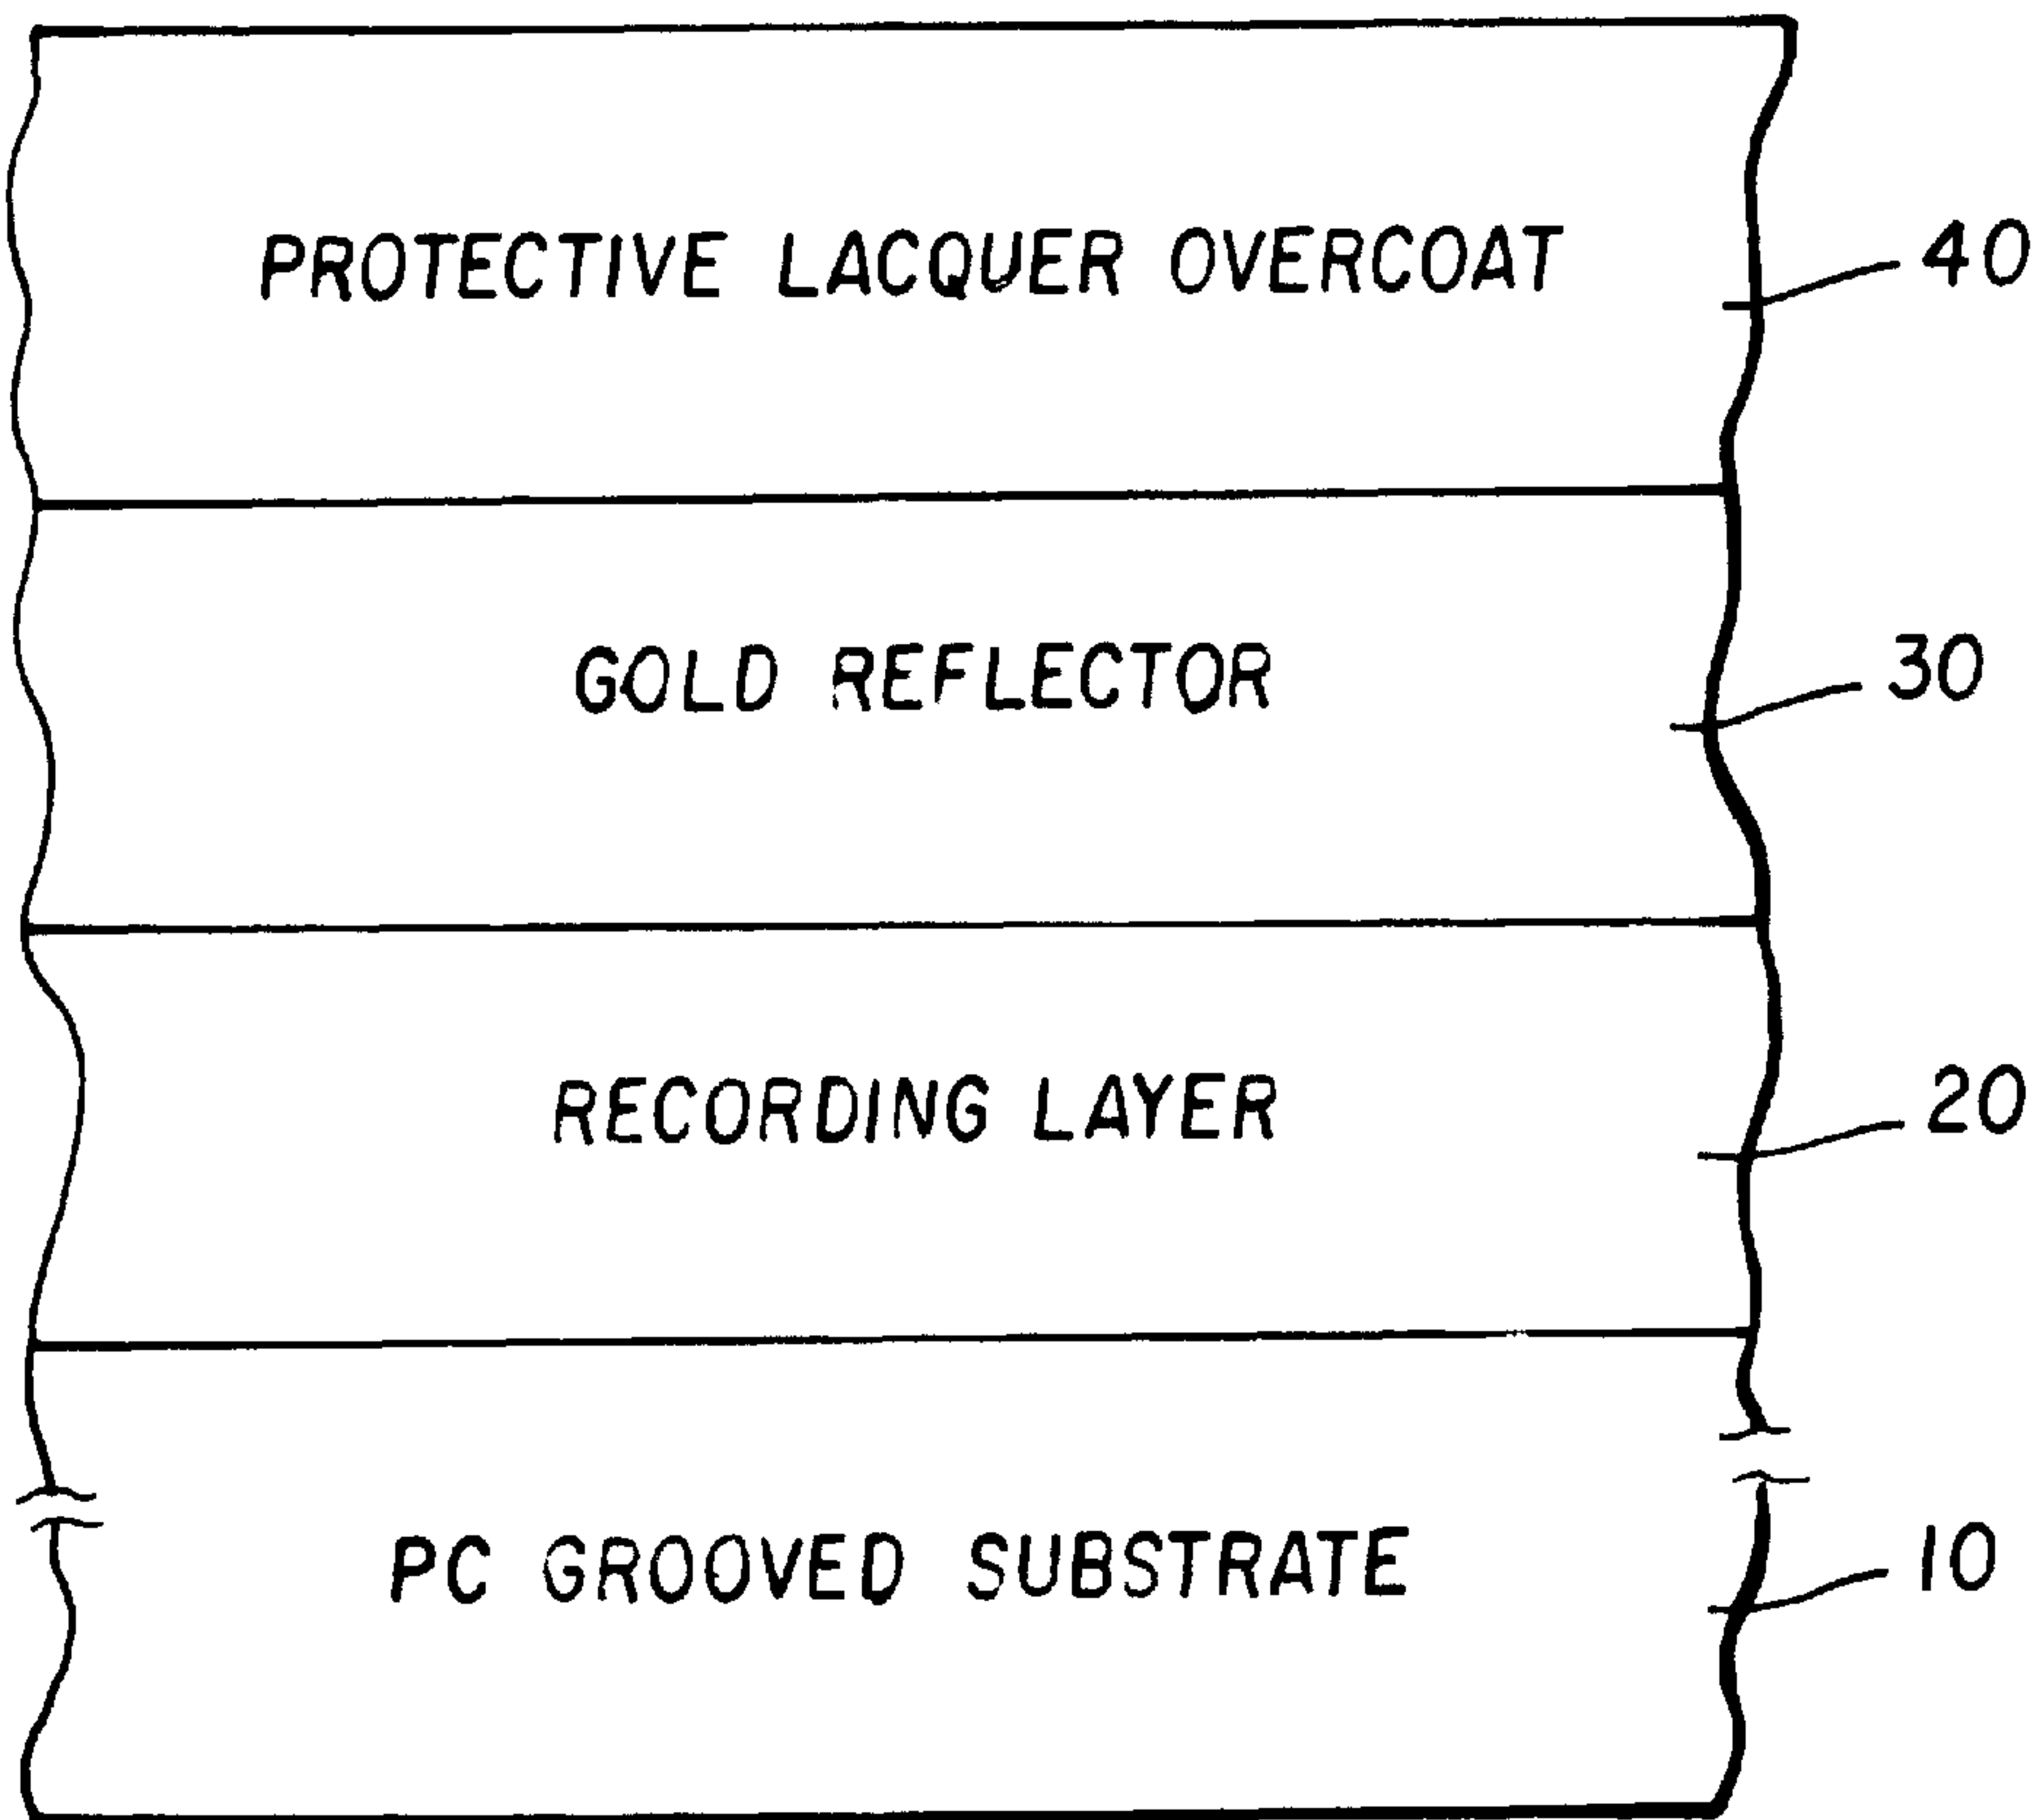 PROTECTIVE LACQUER OVERCOAT 40
GOLD REFLECTOR 30
RECORDING LAYER 20
PC GROOVED SUBSTRATE 10